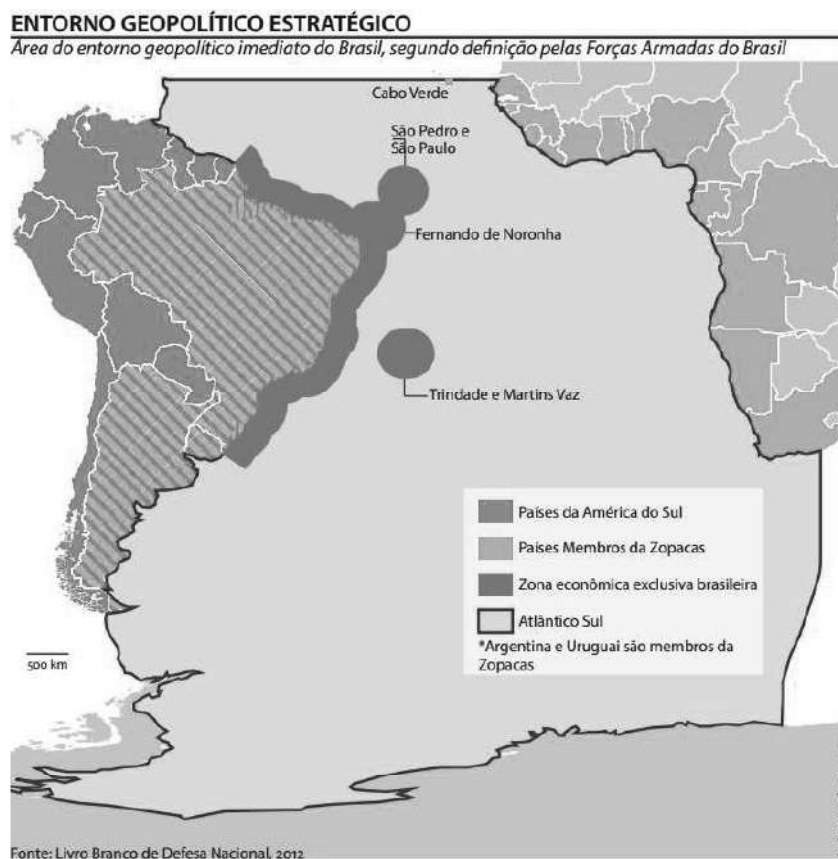 ENTORNO GEOPOLÍTICO ESTRATÉGICO
Área do entorno geopolítico imediato do Brasil, segundo definição pelas Forças Armadas do Brasil
Cabo Verde
São Pedro e
São Paulo
Fernando de Noronha
Trindade e Martins Vaz
Países da América do Sul
Países Membros da Zopacas
Zona econômica exclusiva brasileira
Atlântico Sul
*Argentina e Uruguai são membros da
Zopacas
500 km
Fonte: Livro Branco de Defesa Nacional, 2012